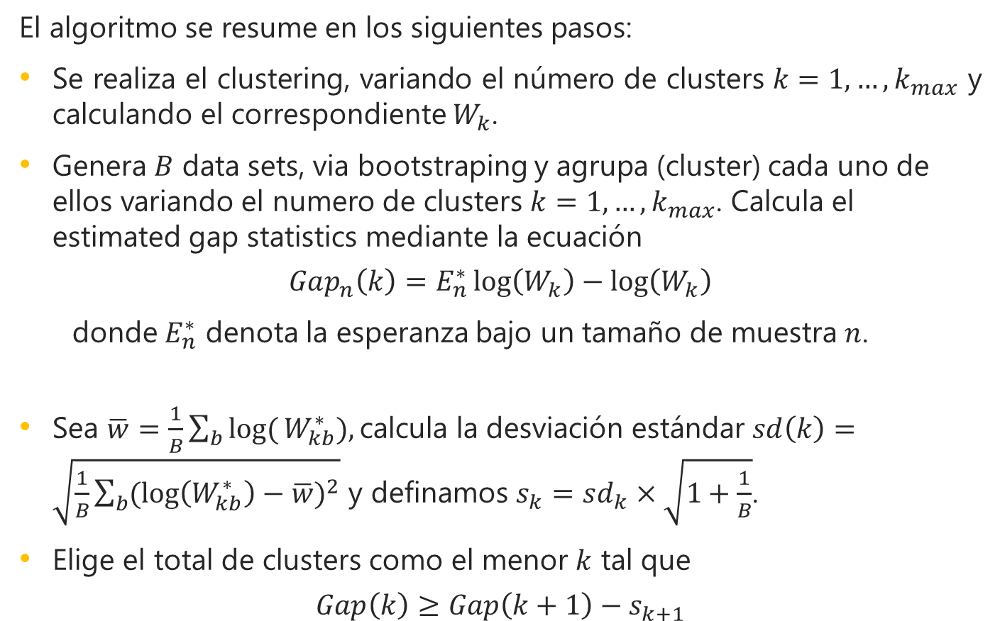 El algoritmo se resume en los siguientes pasos:
• Se realiza el clustering, variando el número de clusters $k = 1, \ldots, k_{max}$ y
calculando el correspondiente $W_k$.
• Genera $B$ data sets, via bootstraping y agrupa (cluster) cada uno de
ellos variando el numero de clusters $k = 1, \ldots, k_{max}$. Calcula el
estimated gap statistics mediante la ecuación
$Gap_n(k) = E_n^* \log(W_k) - \log(W_k)$
donde $E_n^*$ denota la esperanza bajo un tamaño de muestra $n$.
• Sea $\overline{w} = \frac{1}{B} \sum_b \log(W_{kb}^*)$, calcula la desviación estándar $sd(k) =$
$\sqrt{\frac{1}{B} \sum_b (\log(W_{kb}^*) - \overline{w})^2}$ y definamos $s_k = sd_k \times \sqrt{1 + \frac{1}{B}}$.
• Elige el total de clusters como el menor $k$ tal que
$Gap(k) \geq Gap(k + 1) - s_{k+1}$